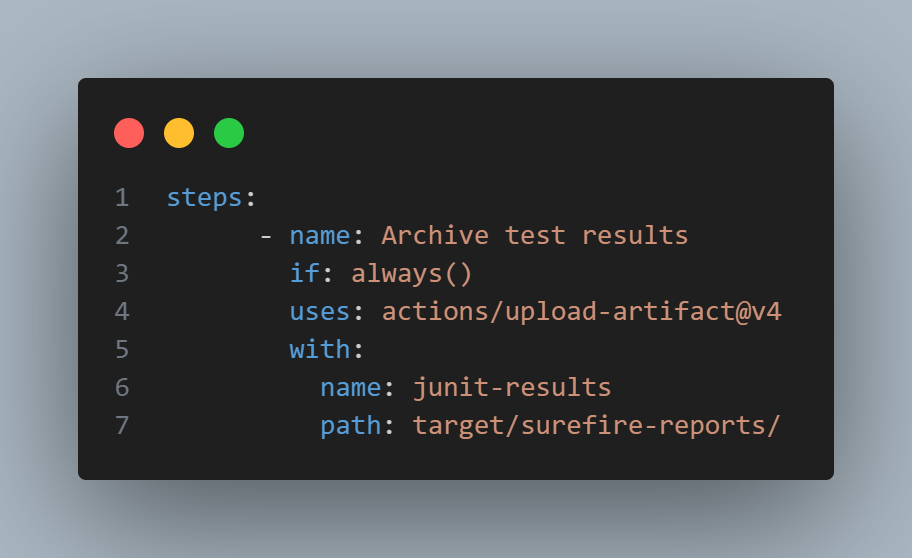 1 steps:
2       - name: Archive test results
3         if: always()
4         uses: actions/upload-artifact@v4
5         with:
6           name: junit-results
7           path: target/surefire-reports/